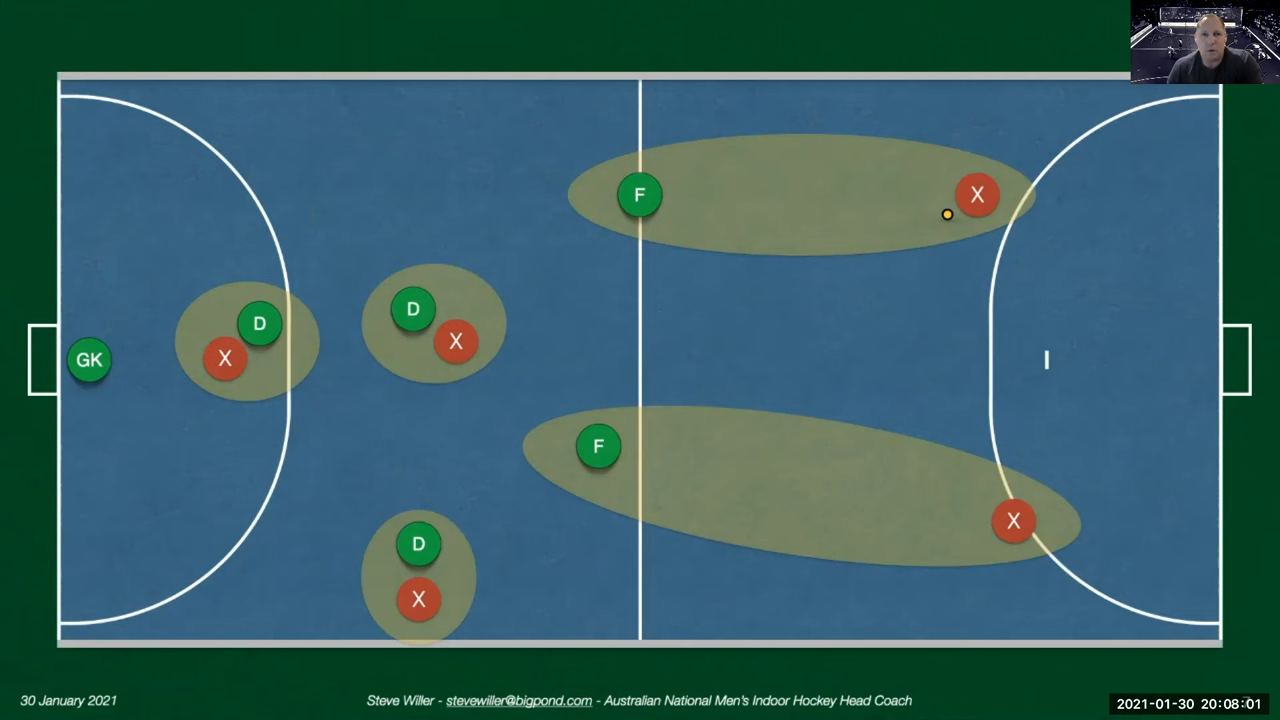 F
X
D
D
X
GK
X
F
X
D
X
30 January 2021
Steve Willer - stevewiller@bigpond.com - Australian National Men's Indoor Hockey Head Coach
2021-01-30 20:08:01